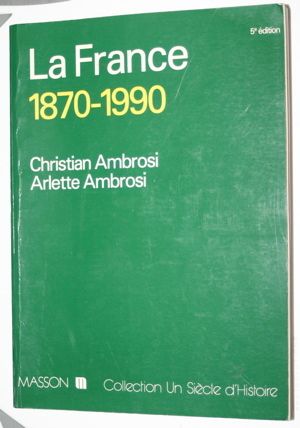 5e édition
La France
1870-1990
Christian Ambrosi
Arlette Ambrosi
MASSON m Collection Un Siècle d'Histoire